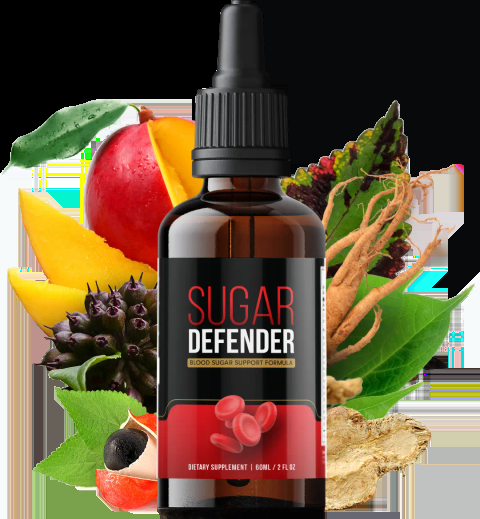 SUGAR
DEFENDER
BLOOD SUGAR SUPPORT FORMULA
DIETARY SUPPLEMENT | 60ML / 2 FL OZ